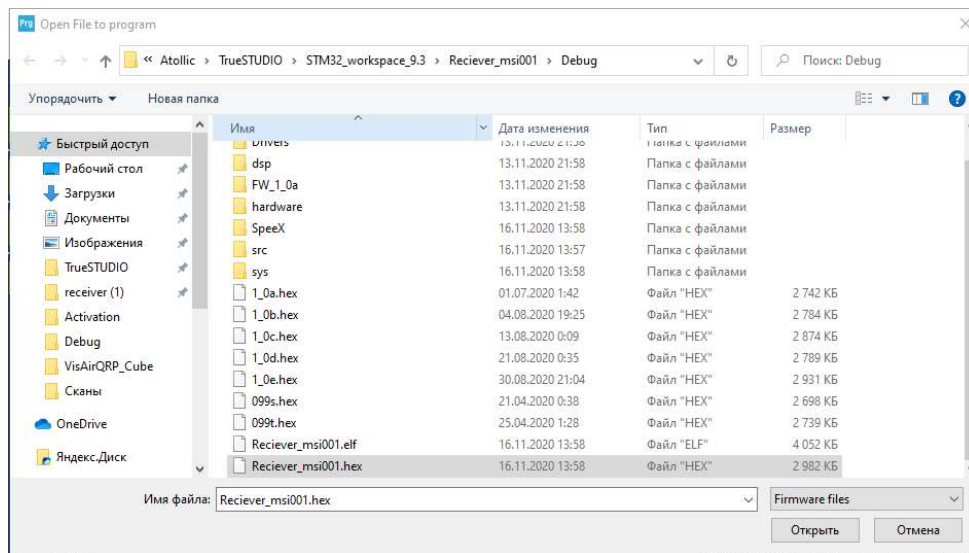 Prg Open File to program
« Atollic › TrueSTUDIO › STM32_workspace_9.3 › Reciever_msi001 › Debug Поиск: Debug
Упорядочить Новая папка
Имя Дата изменения Тип Размер
Быстрый доступ
Рабочий стол
Загрузки
Документы
Изображения
TrueSTUDIO
receiver (1)
Activation
Debug
VisAirQRP_Cube
Сканы
OneDrive
Яндекс.Диск
Drivers 13.11.2020 21:58 Папка с файлами
dsp 13.11.2020 21:58 Папка с файлами
FW_1_0a 13.11.2020 21:58 Папка с файлами
hardware 13.11.2020 21:58 Папка с файлами
SpeeX 16.11.2020 13:58 Папка с файлами
src 16.11.2020 13:57 Папка с файлами
sys 16.11.2020 13:58 Папка с файлами
1_0a.hex 01.07.2020 1:42 Файл "HEX" 2 742 КБ
1_0b.hex 04.08.2020 19:25 Файл "HEX" 2 784 КБ
1_0c.hex 13.08.2020 0:09 Файл "HEX" 2 874 КБ
1_0d.hex 21.08.2020 0:35 Файл "HEX" 2 789 КБ
1_0e.hex 30.08.2020 21:04 Файл "HEX" 2 931 КБ
099s.hex 21.04.2020 0:38 Файл "HEX" 2 698 КБ
099t.hex 25.04.2020 1:28 Файл "HEX" 2 739 КБ
Reciever_msi001.elf 16.11.2020 13:58 Файл "ELF" 4 052 КБ
Reciever_msi001.hex 16.11.2020 13:58 Файл "HEX" 2 982 КБ
Имя файла: Reciever_msi001.hex Firmware files
Открыть Отмена